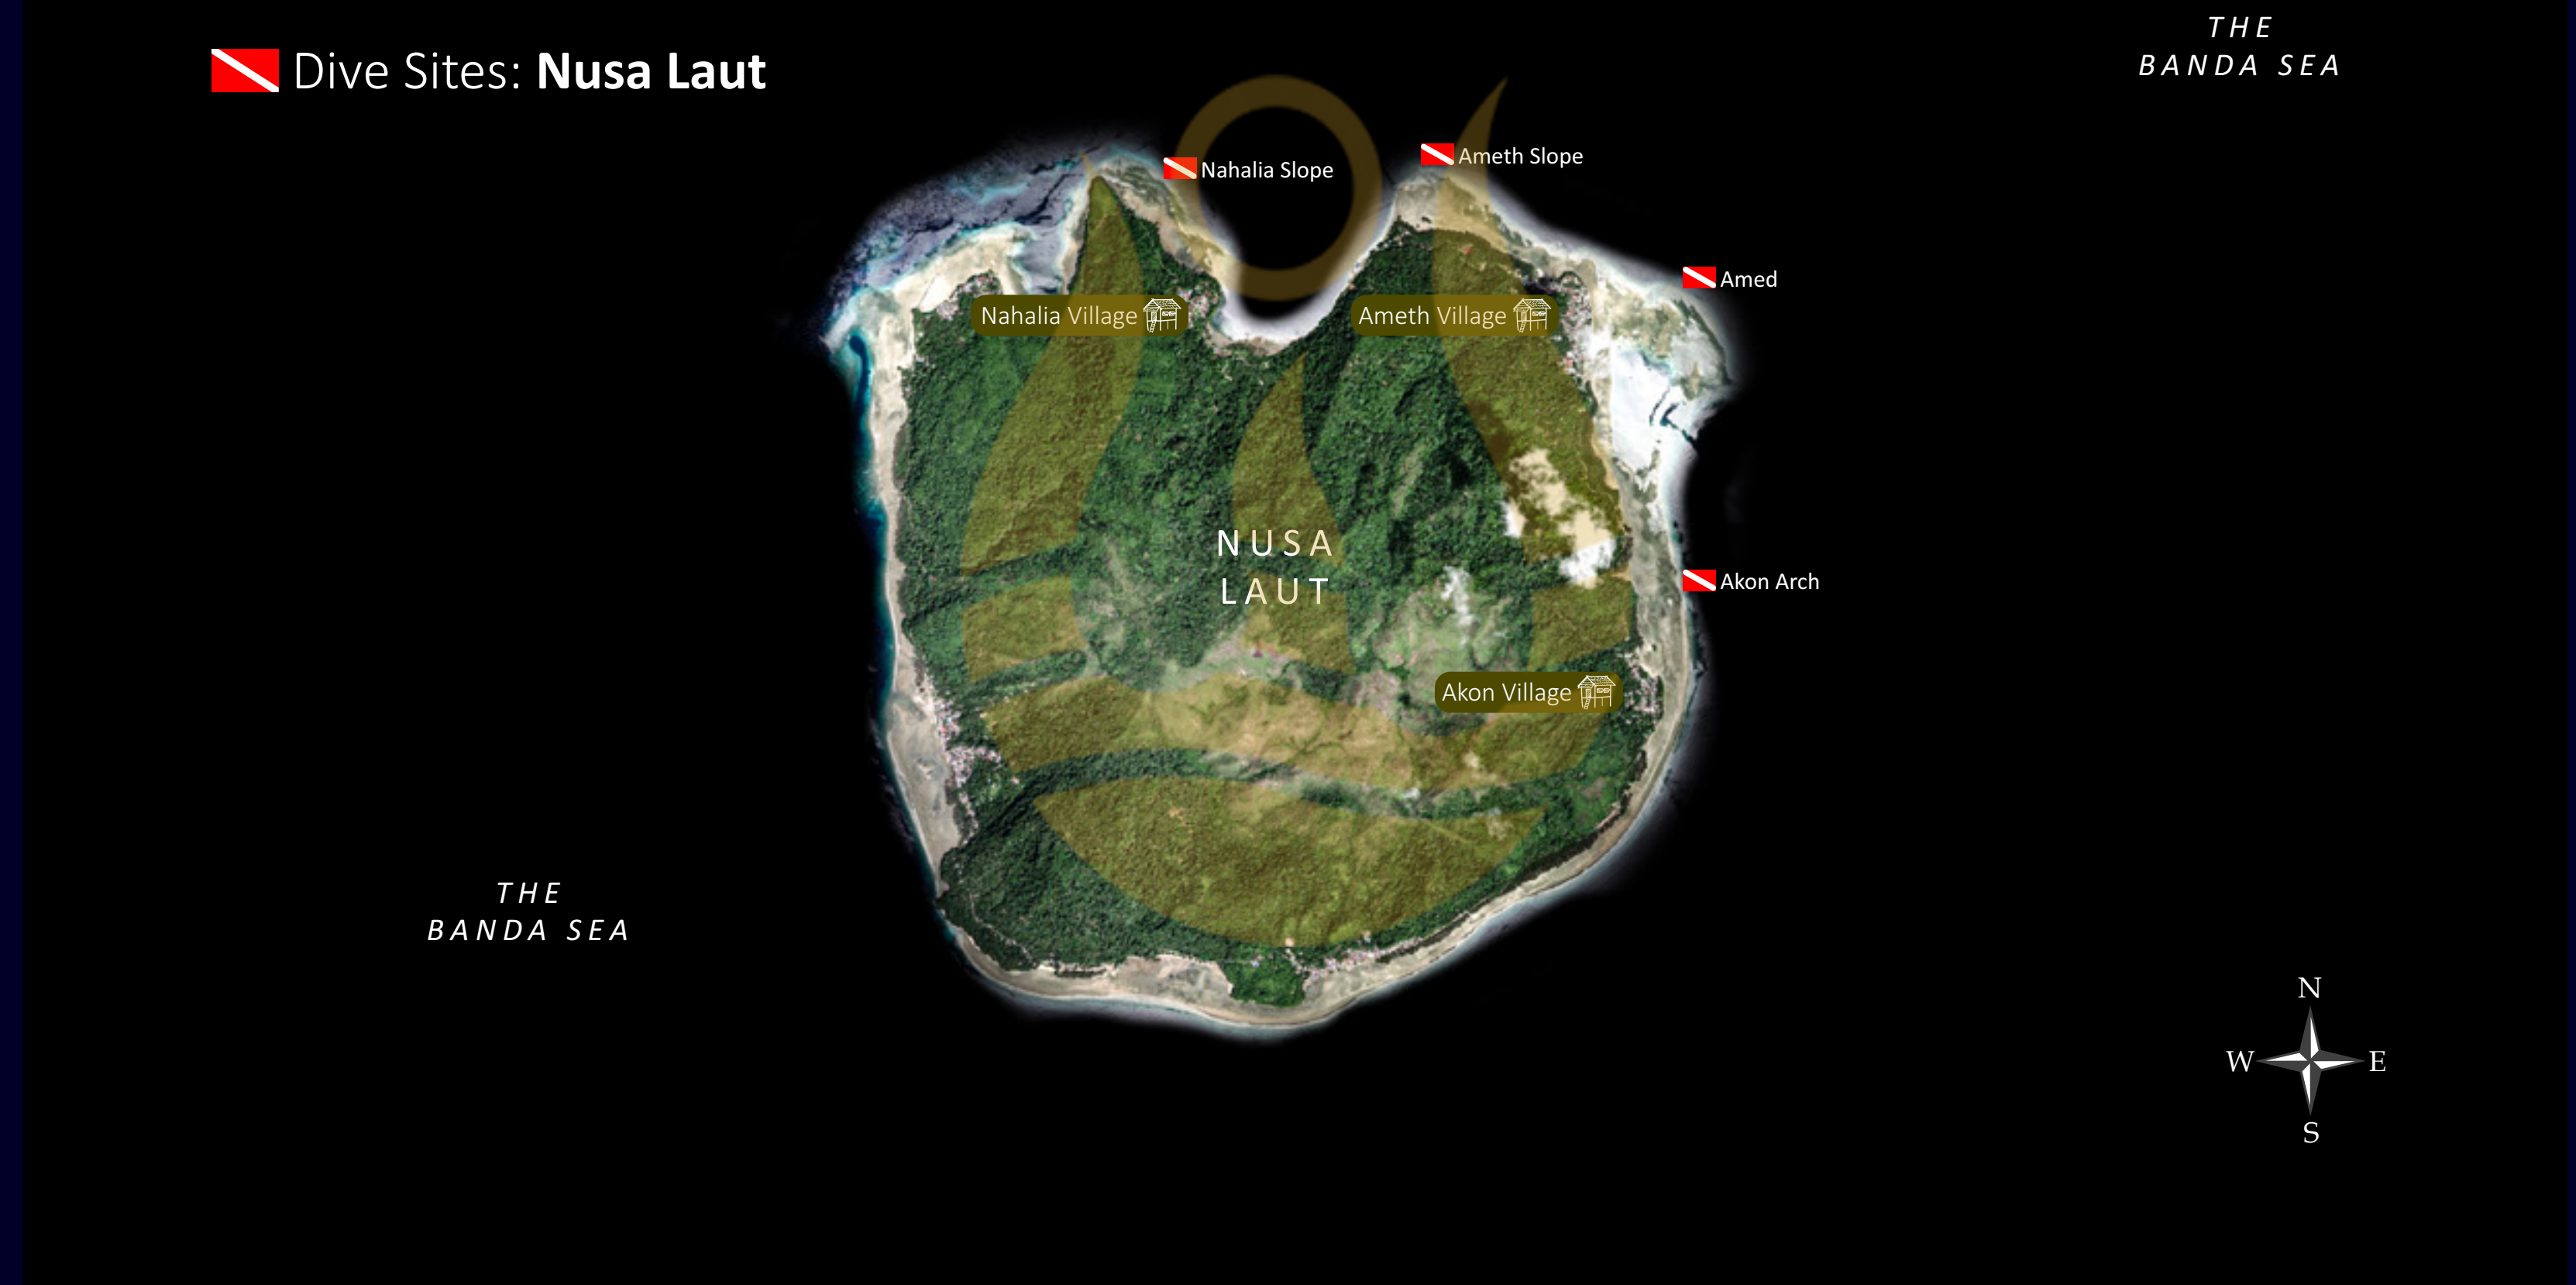 Dive Sites: Nusa Laut
THE
BANDA SEA
Nahalia Slope
Ameth Slope
Amed
Nahalia Village
Ameth Village
NUSA
LAUT
Akon Arch
Akon Village
THE
BANDA SEA
N
W
E
S